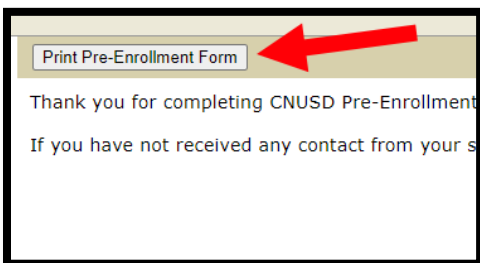 Print Pre-Enrollment Form
Thank you for completing CNUSD Pre-Enrollment
If you have not received any contact from your s